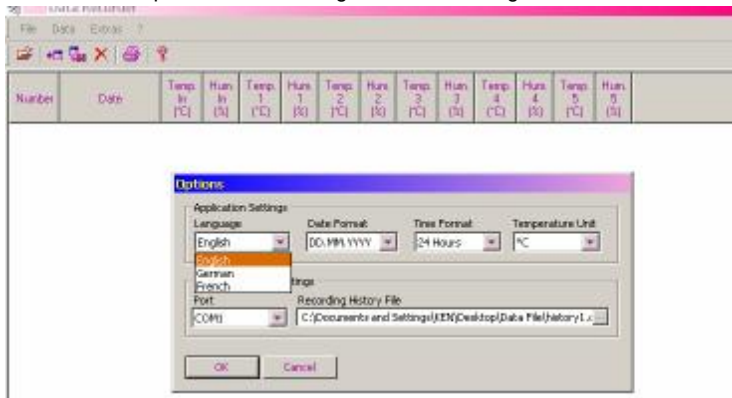 Data Recorder
File Data Extras ?
Number Date Temp. In (°C) Hum. In (%) Temp. 1 (°C) Hum. 1 (%) Temp. 2 (°C) Hum. 2 (%) Temp. 3 (°C) Hum. 3 (%) Temp. 4 (°C) Hum. 4 (%) Temp. 5 (°C) Hum. 5 (%)
Options
Application Settings
Language Date Format Time Format Temperature Unit
English DD.MM.YYYY 24 Hours °C
English
German
French
ttings
Port Recording History File
COM1 C:\Documents and Settings\KEN\Desktop\Data File\history1.
OK Cancel